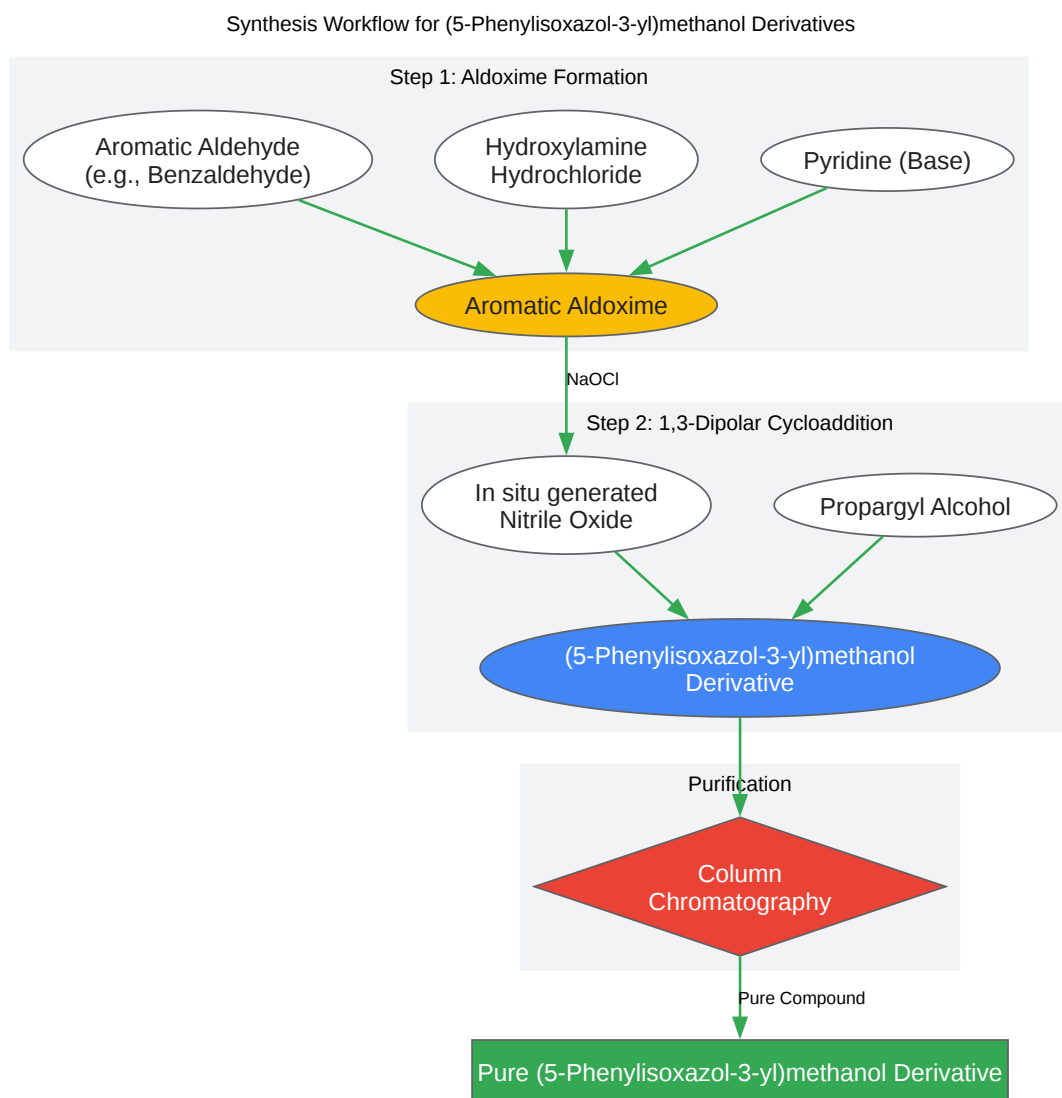 Synthesis Workflow for (5-Phenylisoxazol-3-yl)methanol Derivatives
Step 1: Aldoxime Formation
Aromatic Aldehyde
(e.g., Benzaldehyde)
Hydroxylamine
Hydrochloride
Pyridine (Base)
Aromatic Aldoxime
NaOCl
Step 2: 1,3-Dipolar Cycloaddition
In situ generated
Nitrile Oxide
Propargyl Alcohol
(5-Phenylisoxazol-3-yl)methanol
Derivative
Purification
Column
Chromatography
Pure Compound
Pure (5-Phenylisoxazol-3-yl)methanol Derivative